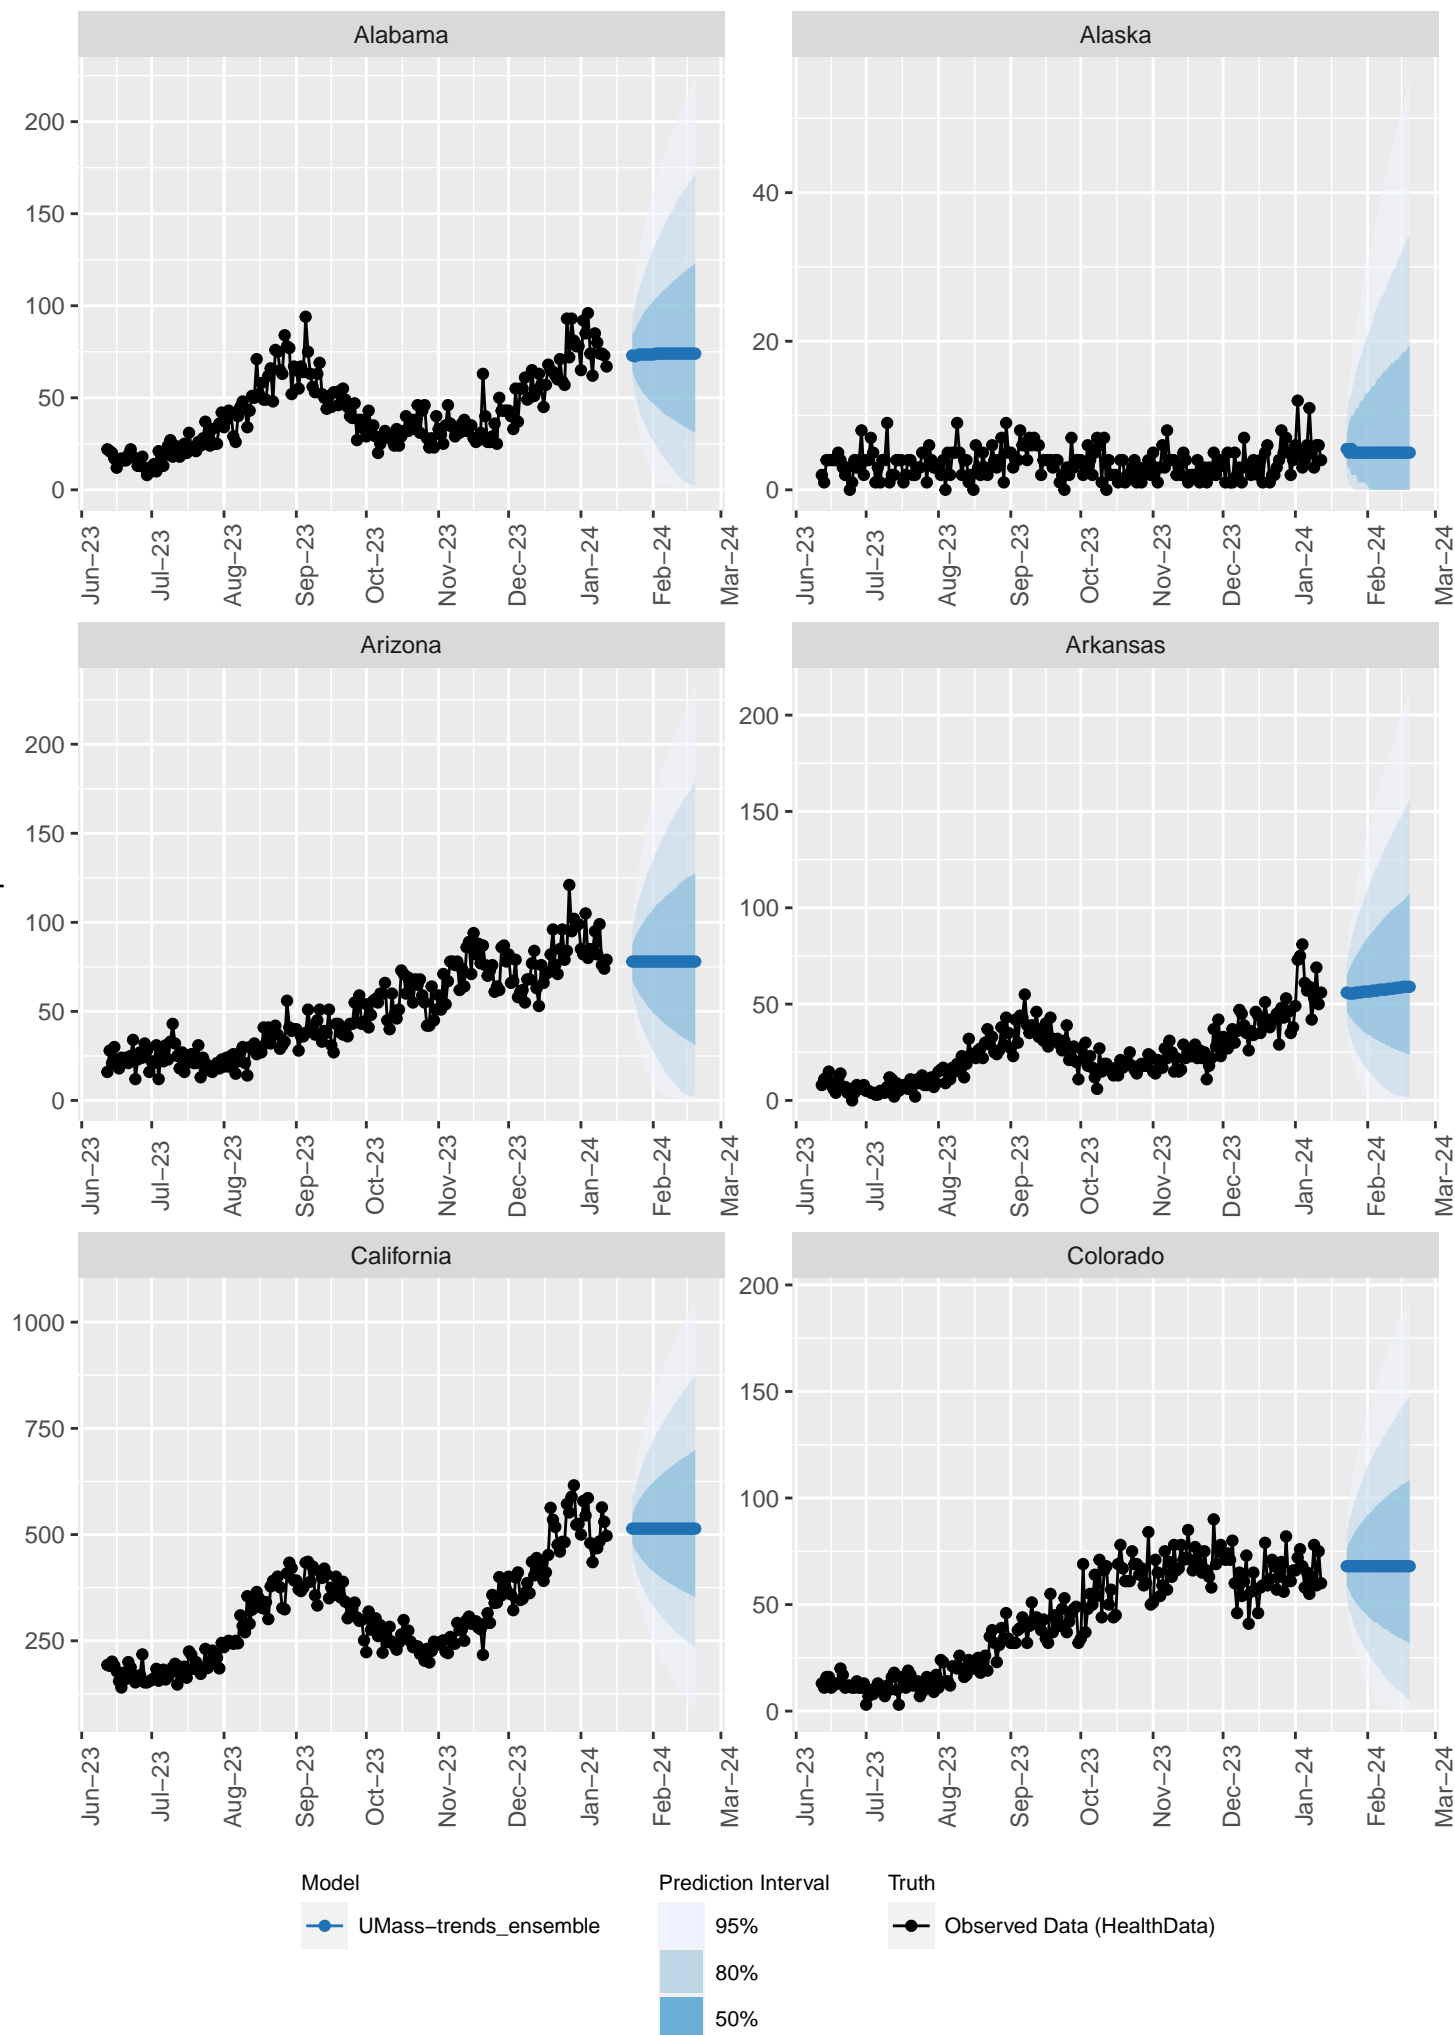 Alabama
Alaska
200
150
100
50
0
40
20
0
Jun−23
Jul−23
Aug−23
Sep−23
Oct−23
Nov−23
Dec−23
Jan−24
Feb−24
Mar−24
Jun−23
Jul−23
Aug−23
Sep−23
Oct−23
Nov−23
Dec−23
Jan−24
Feb−24
Mar−24
Arizona
Arkansas
200
150
100
50
0
200
150
100
50
0
Jun−23
Jul−23
Aug−23
Sep−23
Oct−23
Nov−23
Dec−23
Jan−24
Feb−24
Mar−24
Jun−23
Jul−23
Aug−23
Sep−23
Oct−23
Nov−23
Dec−23
Jan−24
Feb−24
Mar−24
California
Colorado
1000
750
500
250
200
150
100
50
0
Jun−23
Jul−23
Aug−23
Sep−23
Oct−23
Nov−23
Dec−23
Jan−24
Feb−24
Mar−24
Jun−23
Jul−23
Aug−23
Sep−23
Oct−23
Nov−23
Dec−23
Jan−24
Feb−24
Mar−24
Model
UMass−trends_ensemble
Prediction Interval
95%
80%
50%
Truth
Observed Data (HealthData)